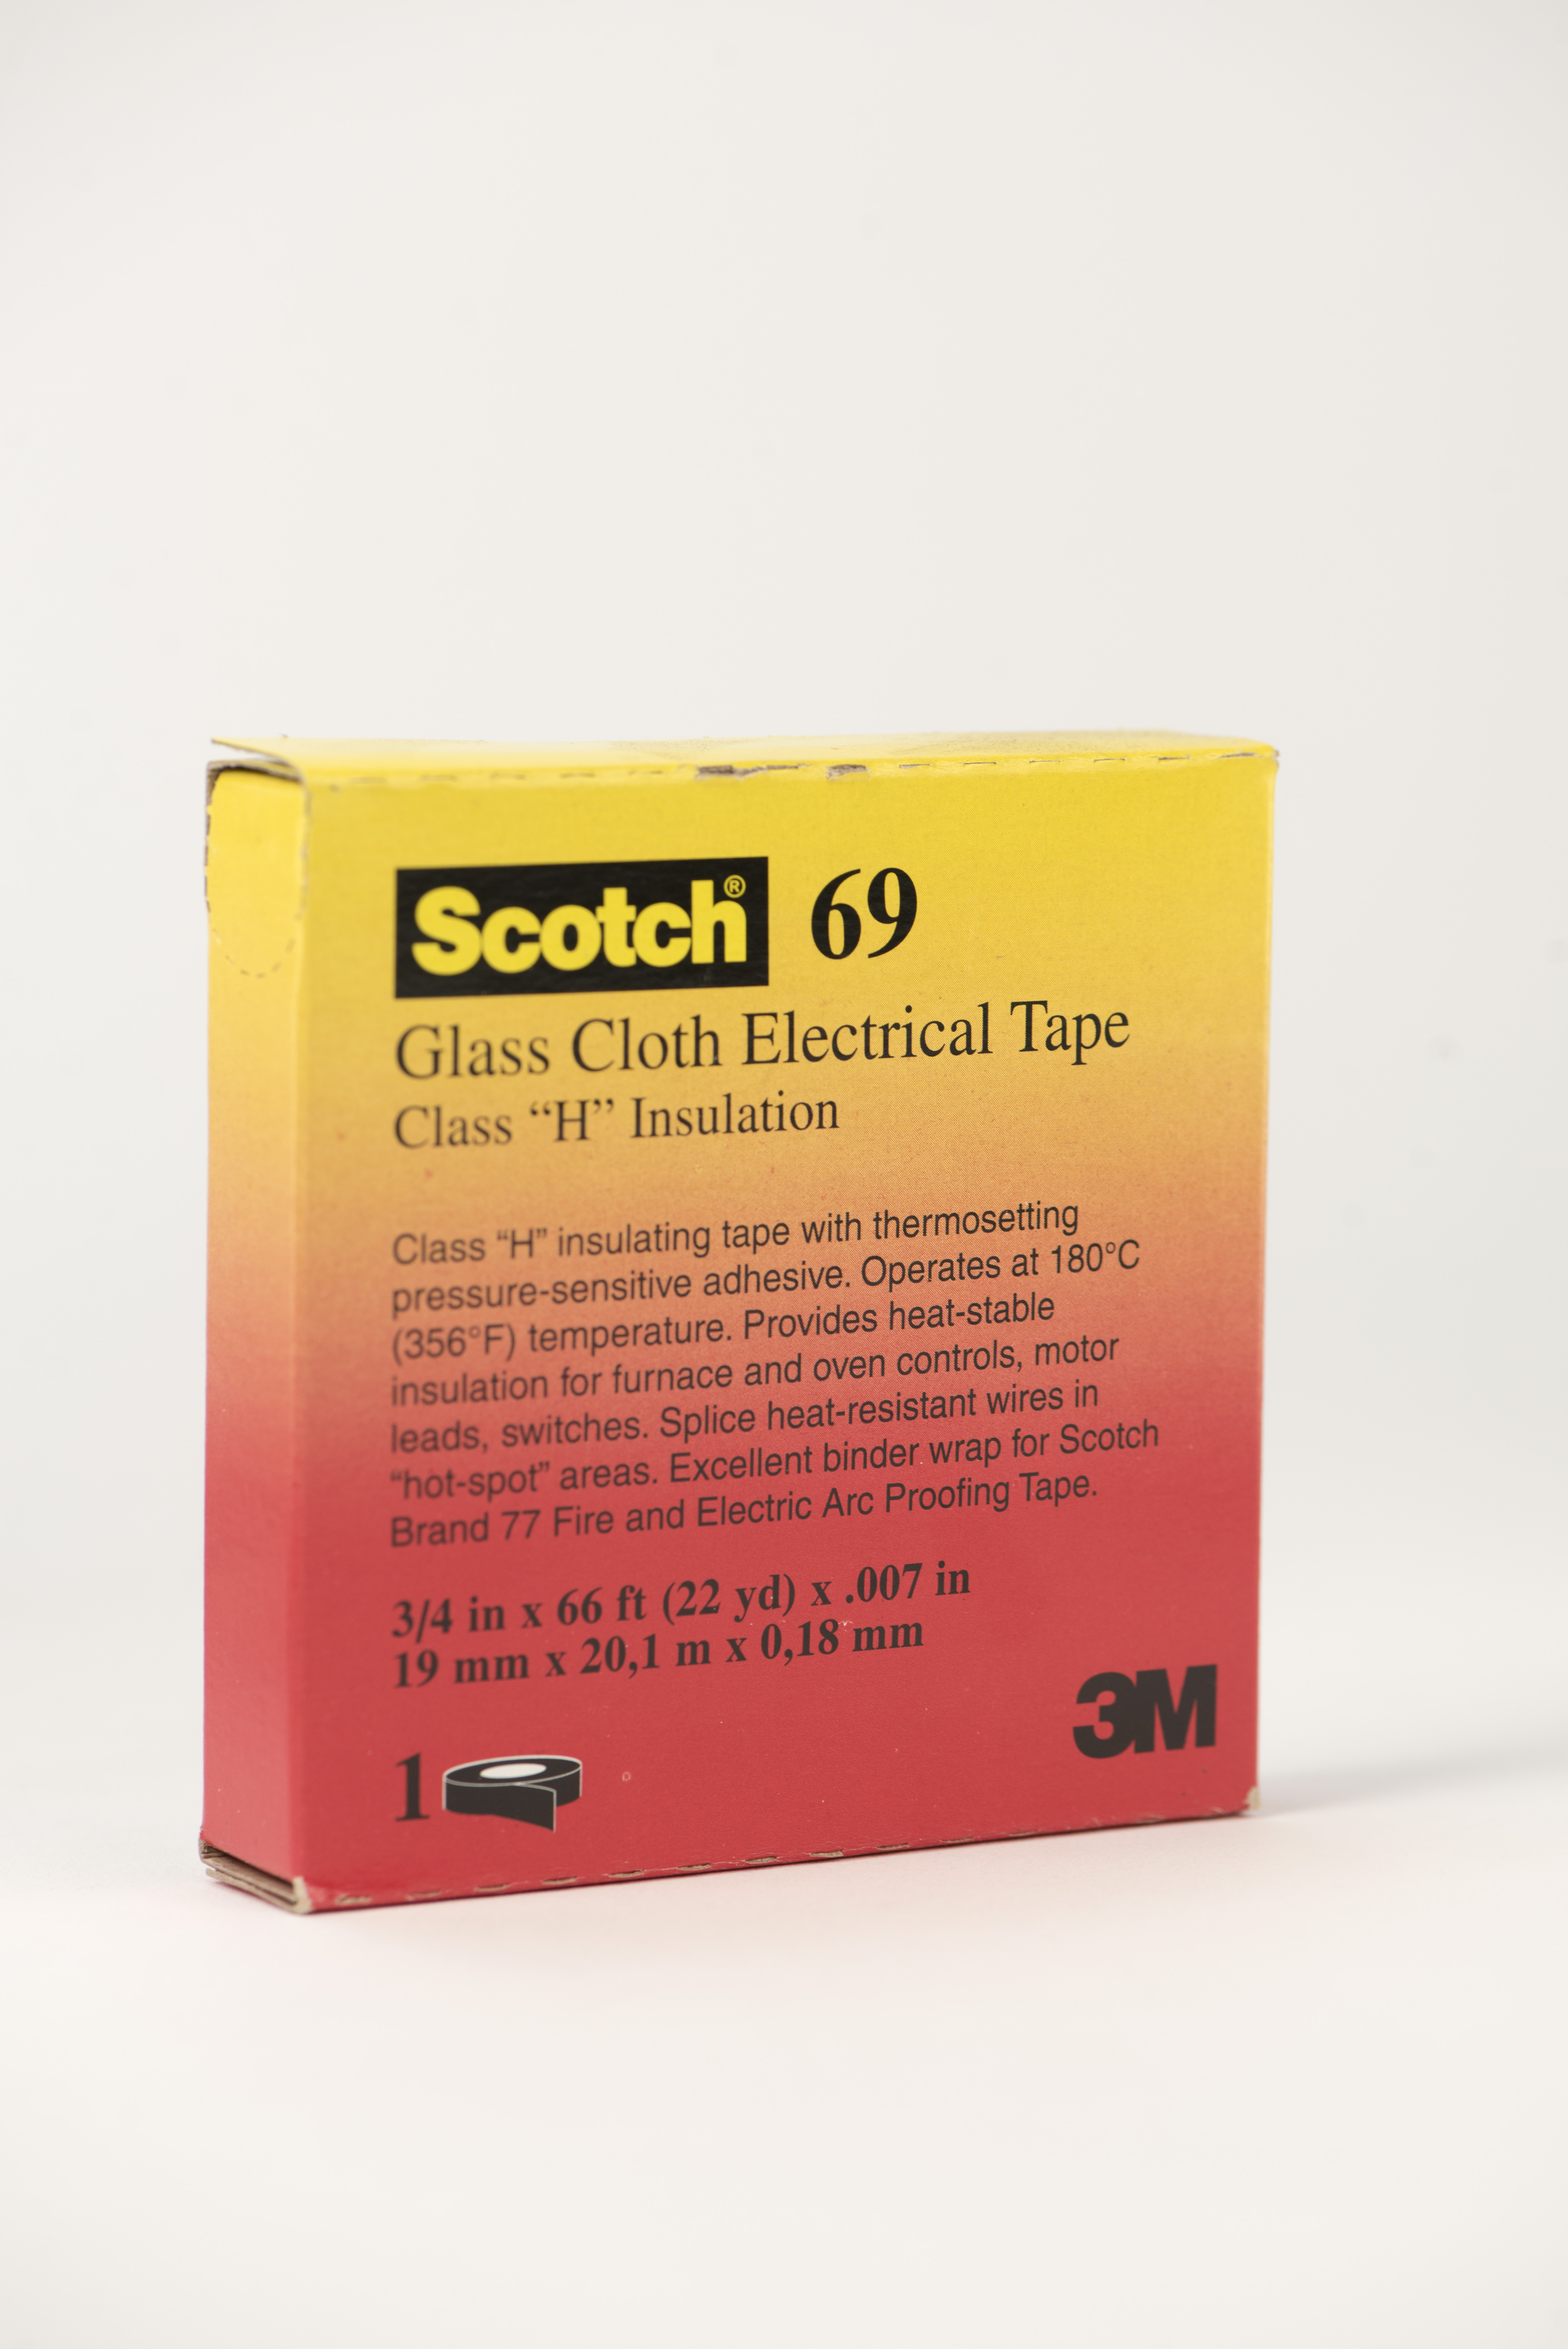 Scotch® 69
Glass Cloth Electrical Tape
Class “H” Insulation
Class “H” insulating tape with thermosetting
pressure-sensitive adhesive. Operates at 180°C
(356°F) temperature. Provides heat-stable
insulation for furnace and oven controls, motor
leads, switches. Splice heat-resistant wires in
“hot-spot” areas. Excellent binder wrap for Scotch
Brand 77 Fire and Electric Arc Proofing Tape.
3/4 in x 66 ft (22 yd) x .007 in
19 mm x 20,1 m x 0,18 mm
3M
1